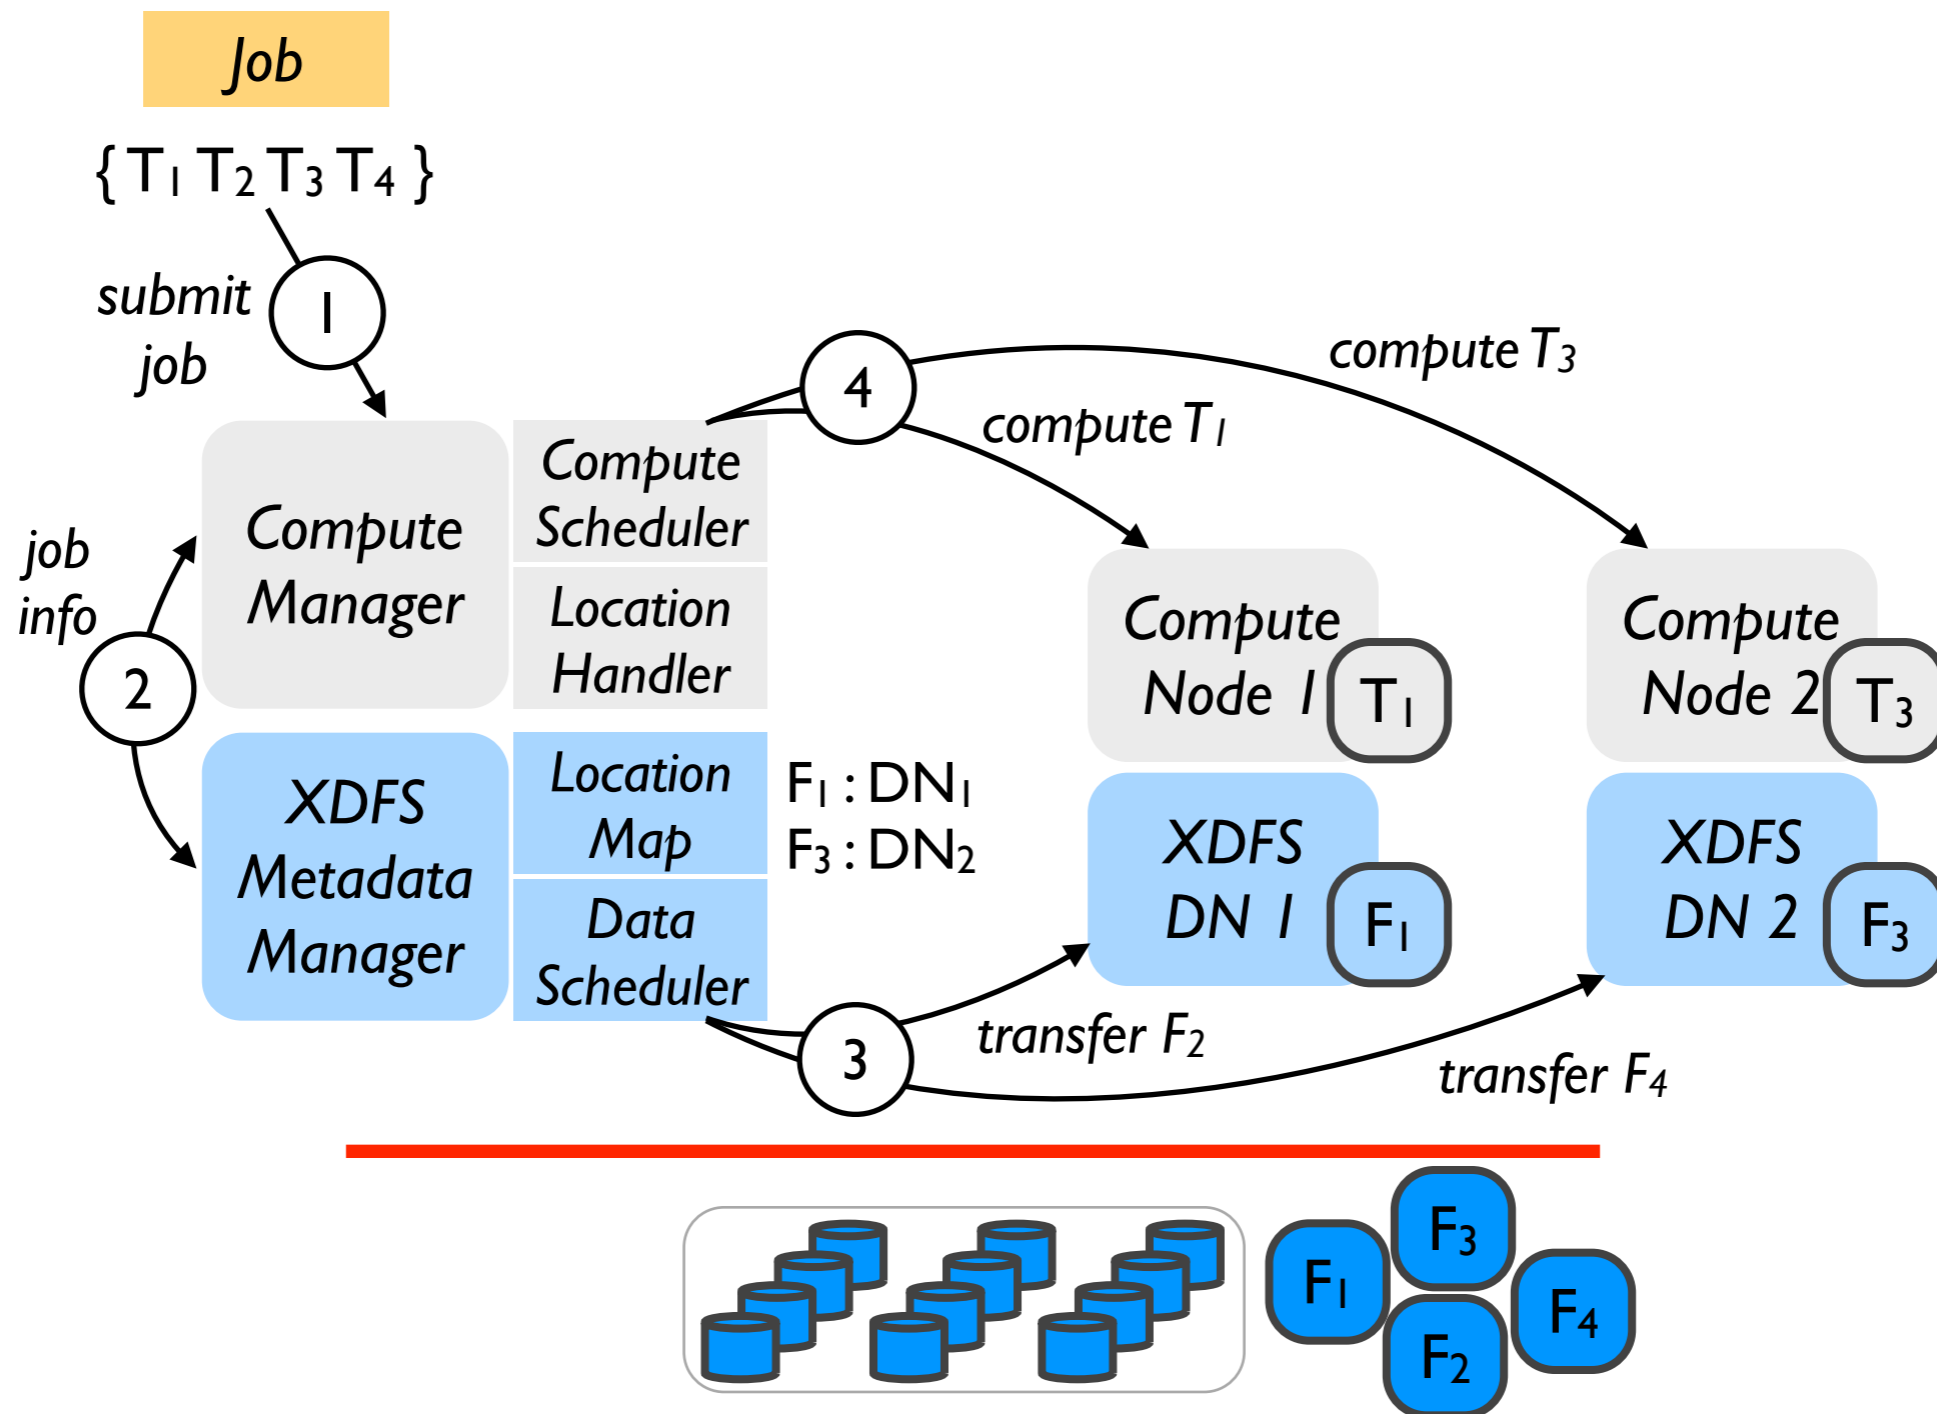 Job
{ T1 T2 T3 T4 }
submit
job
1
4
compute T3
compute T1
Compute
Manager
Compute
Scheduler
Location
Handler
job
info
2
Compute
Node 1
T1
Compute
Node 2
T3
XDFS
Metadata
Manager
Location
Map
Data
Scheduler
F1 : DN1
F3 : DN2
XDFS
DN 1
F1
XDFS
DN 2
F3
3
transfer F2
transfer F4
F1
F3
F2
F4